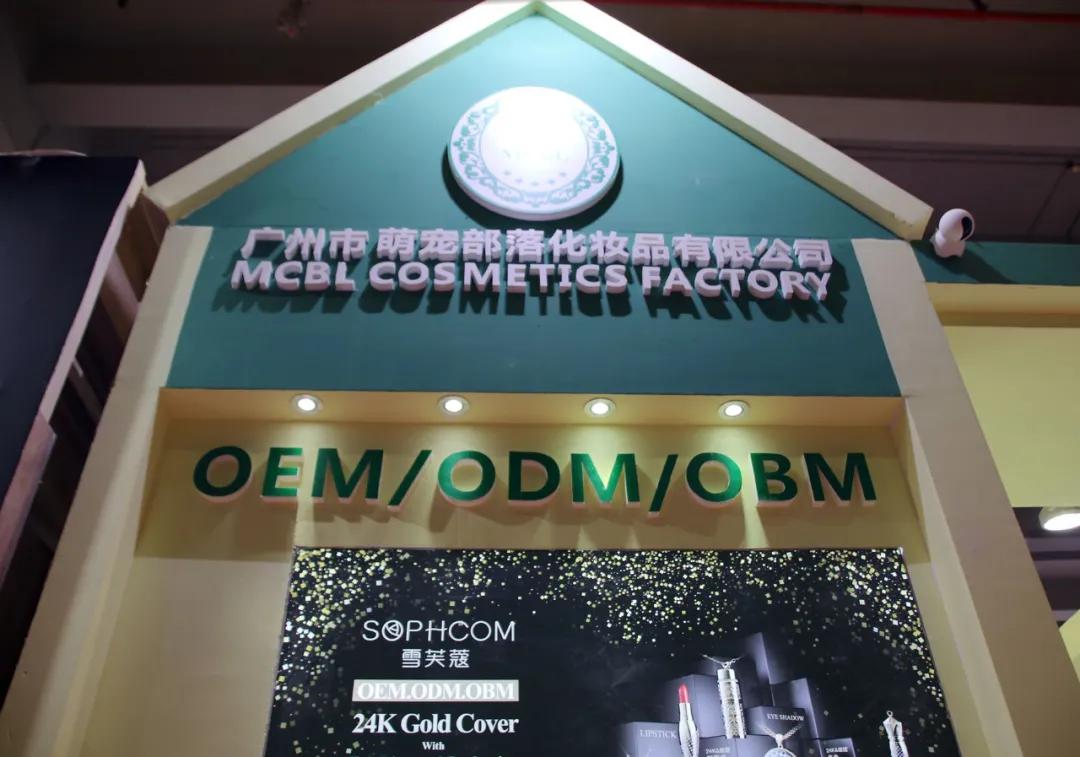 广州市萌宠部落化妆品有限公司
MCBL COSMETICS FACTORY
OEM/ODM/OBM
SOPHCOM
雪芙蔻
OEM.ODM.OBM
24K Gold Cover
With
LIPSTICK
EYE SHADOW